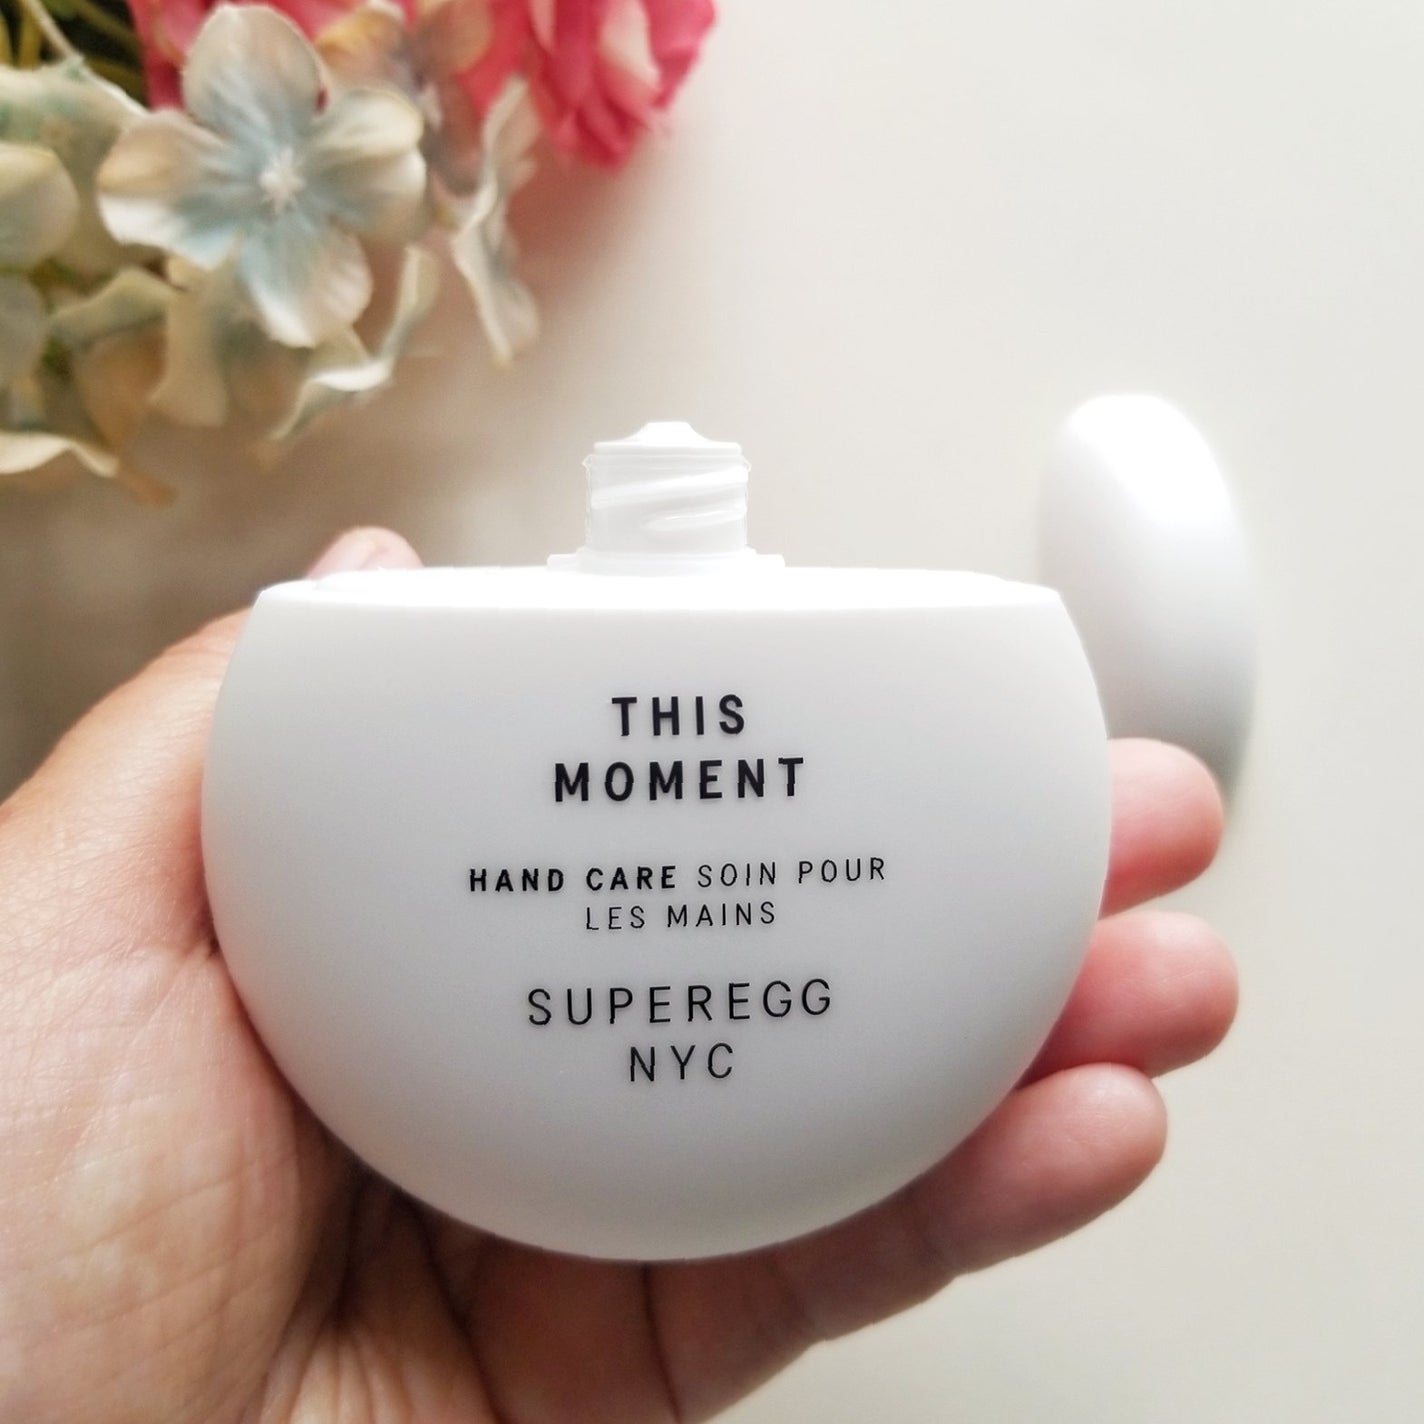 THIS
MOMENT
HAND CARE SOIN POUR
LES MAINS
SUPEREGG
NYC